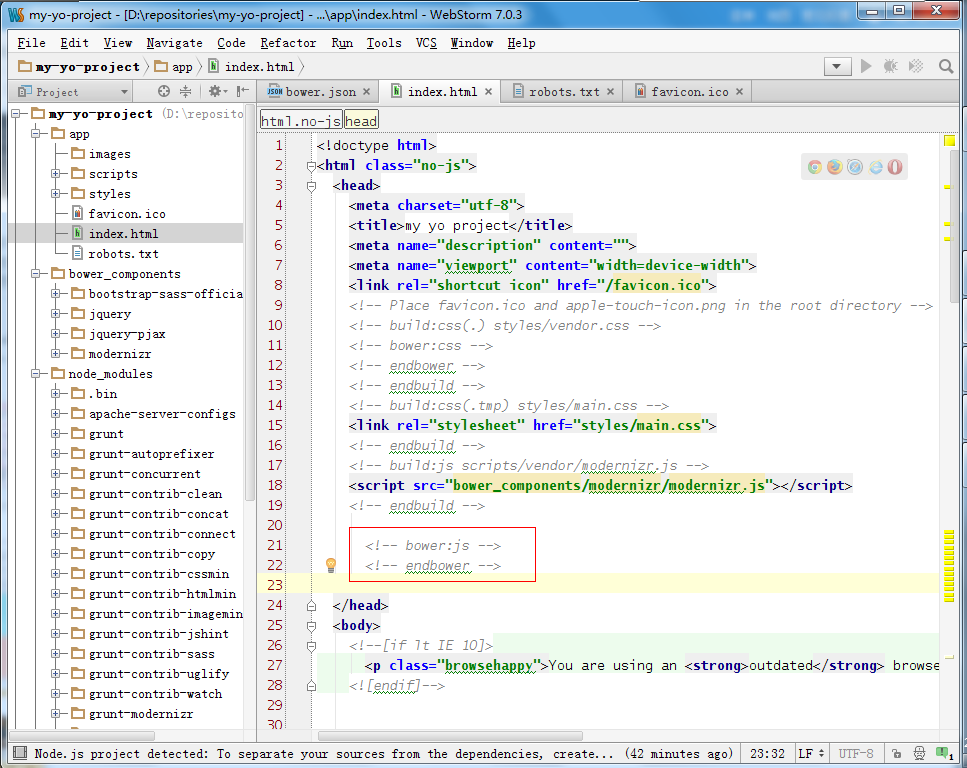 my-yo-project - [D:\repositories\my-yo-project] - ...\app\index.html - WebStorm 7.0.3
File Edit View Navigate Code Refactor Run Tools VCS Window Help
my-yo-project app index.html
Project
bower.json index.html robots.txt favicon.ico
html.no-js head
my-yo-project (D:\reposito
app
images
scripts
styles
favicon.ico
index.html
robots.txt
bower_components
bootstrap-sass-officia
jquery
jquery-pjax
modernizr
node_modules
.bin
apache-server-configs
grunt
grunt-autoprefixer
grunt-concurrent
grunt-contrib-clean
grunt-contrib-concat
grunt-contrib-connect
grunt-contrib-copy
grunt-contrib-cssmin
grunt-contrib-htmlmin
grunt-contrib-imagemin
grunt-contrib-jshint
grunt-contrib-sass
grunt-contrib-uglify
grunt-contrib-watch
grunt-modernizr
1 <!doctype html>
2 <html class="no-js">
3 <head>
4 <meta charset="utf-8">
5 <title>my yo project</title>
6 <meta name="description" content="">
7 <meta name="viewport" content="width=device-width">
8 <link rel="shortcut icon" href="/favicon.ico">
9 <!-- Place favicon.ico and apple-touch-icon.png in the root directory -->
10 <!-- build:css(.) styles/vendor.css -->
11 <!-- bower:css -->
12 <!-- endbower -->
13 <!-- endbuild -->
14 <!-- build:css(.tmp) styles/main.css -->
15 <link rel="stylesheet" href="styles/main.css">
16 <!-- endbuild -->
17 <!-- build:js scripts/vendor/modernizr.js -->
18 <script src="bower_components/modernizr/modernizr.js"></script>
19 <!-- endbuild -->
20
21 <!-- bower:js -->
22 <!-- endbower -->
23
24 </head>
25 <body>
26 <!--[if lt IE 10]>
27 <p class="browsehappy">You are using an <strong>outdated</strong> browse
28 <![endif]-->
29
30
Node.js project detected: To separate your sources from the dependencies, create... (42 minutes ago) 23:32 LF UTF-8 1